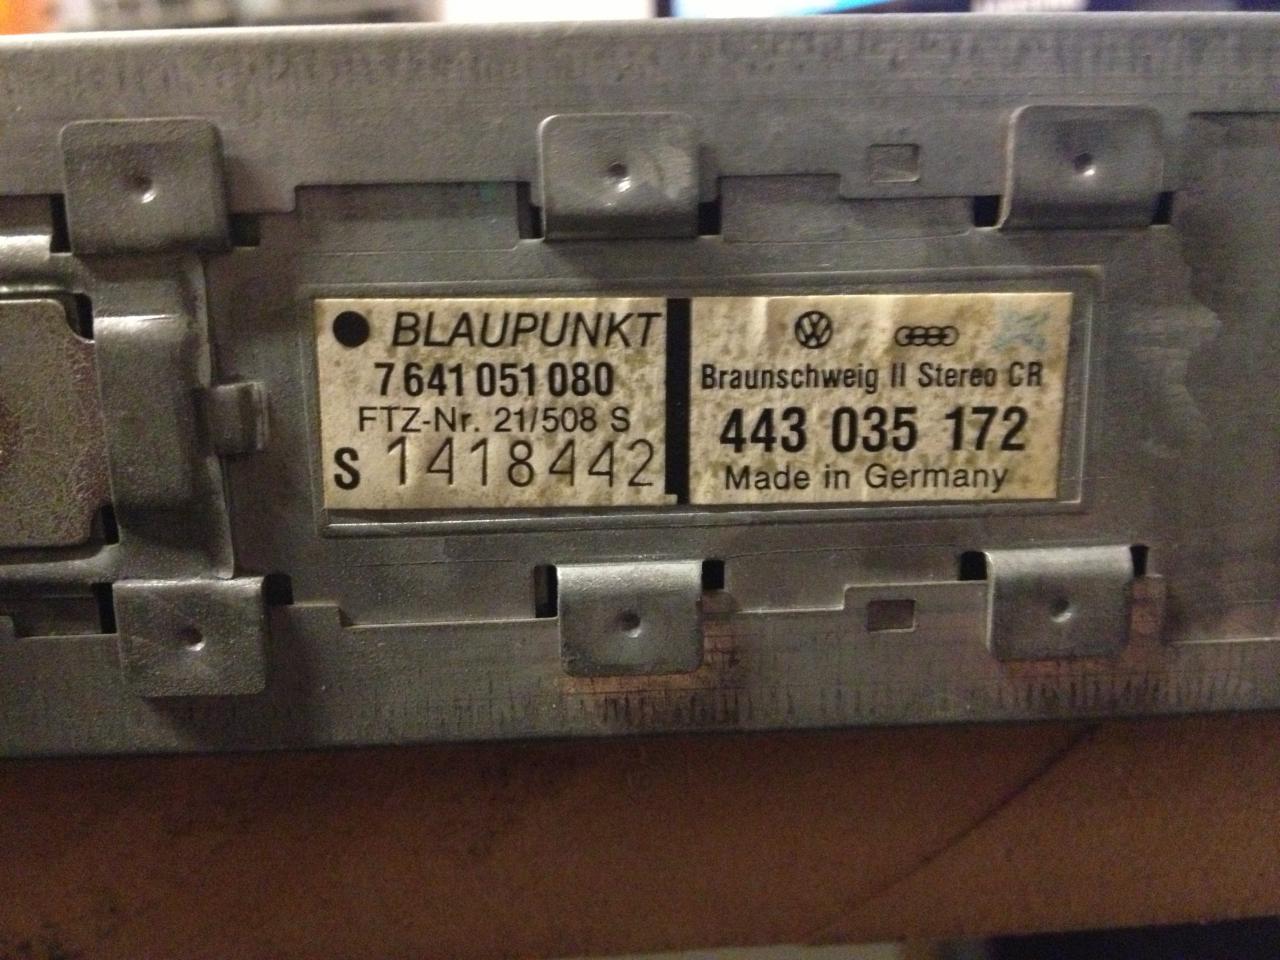 BLAUPUNKT
7 641 051 080
FTZ-Nr. 21/508 S
S 1418442
Braunschweig II Stereo CR
443 035 172
Made in Germany